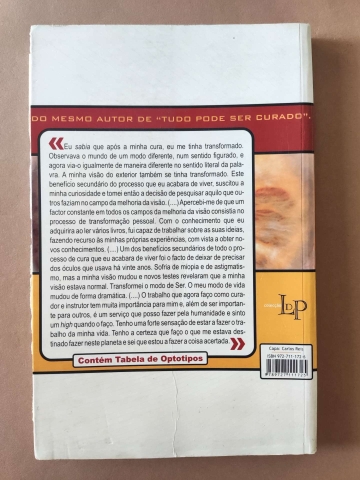 DO MESMO AUTOR DE "TUDO PODE SER CURADO".
Eu sabia que após a minha cura, eu me tinha transformado.
Observava o mundo de um modo diferente, num sentido figurado, e
agora via-o igualmente de maneira diferente no sentido literal da pala-
vra. A minha visão do exterior também se tinha transformado. Este
benefício secundário do processo que eu acabara de viver, suscitou a
minha curiosidade e tomei então a decisão de pesquisar aquilo que ou-
tros faziam no campo da melhoria da visão. (....) Apercebi-me de que um
factor constante em todos os campos da melhoria da visão consistia no
processo de transformação pessoal. Com o conhecimento que eu
adquirira ao ler vários livros, fui capaz de trabalhar sobre as suas ideias,
fazendo recurso às minhas próprias experiências, com vista a obter no-
vos conhecimentos. (....) Um dos benefícios secundários de todo o pro-
cesso de cura que eu acabara de viver foi o facto de deixar de precisar
dos óculos que usava há vinte anos. Sofria de miopia e de astigmatis-
mo, mas a minha visão mudou e novos testes revelaram que a minha
visão estava normal. Transformei o modo de Ser. O meu modo de vida
mudou de forma dramática. (....) O trabalho que agora faço como cura-
dor e instrutor tem muita importância para mim e, além de ser importan-
te para outros, é um serviço que posso fazer pela humanidade e sinto
um high quando o faço. Tenho uma forte sensação de estar a fazer o tra-
balho da minha vida. Tenho a certeza que faço o que me estava des-
tinado fazer neste planeta e sei que estou a fazer a coisa acertada.
Contém Tabela de Optotipos
LDP
Capa: Carlos Reis
ISBN 972-711-172-9